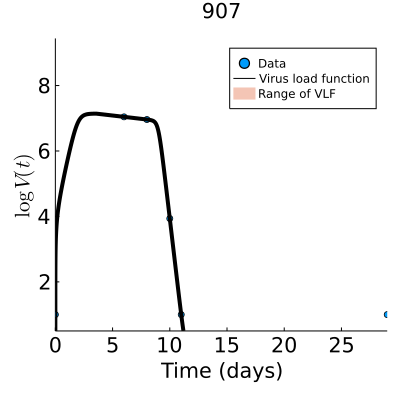 907
Data
Virus load function
Range of VLF
8
6
4
2
log V(t)
0 5 10 15 20 25
Time (days)